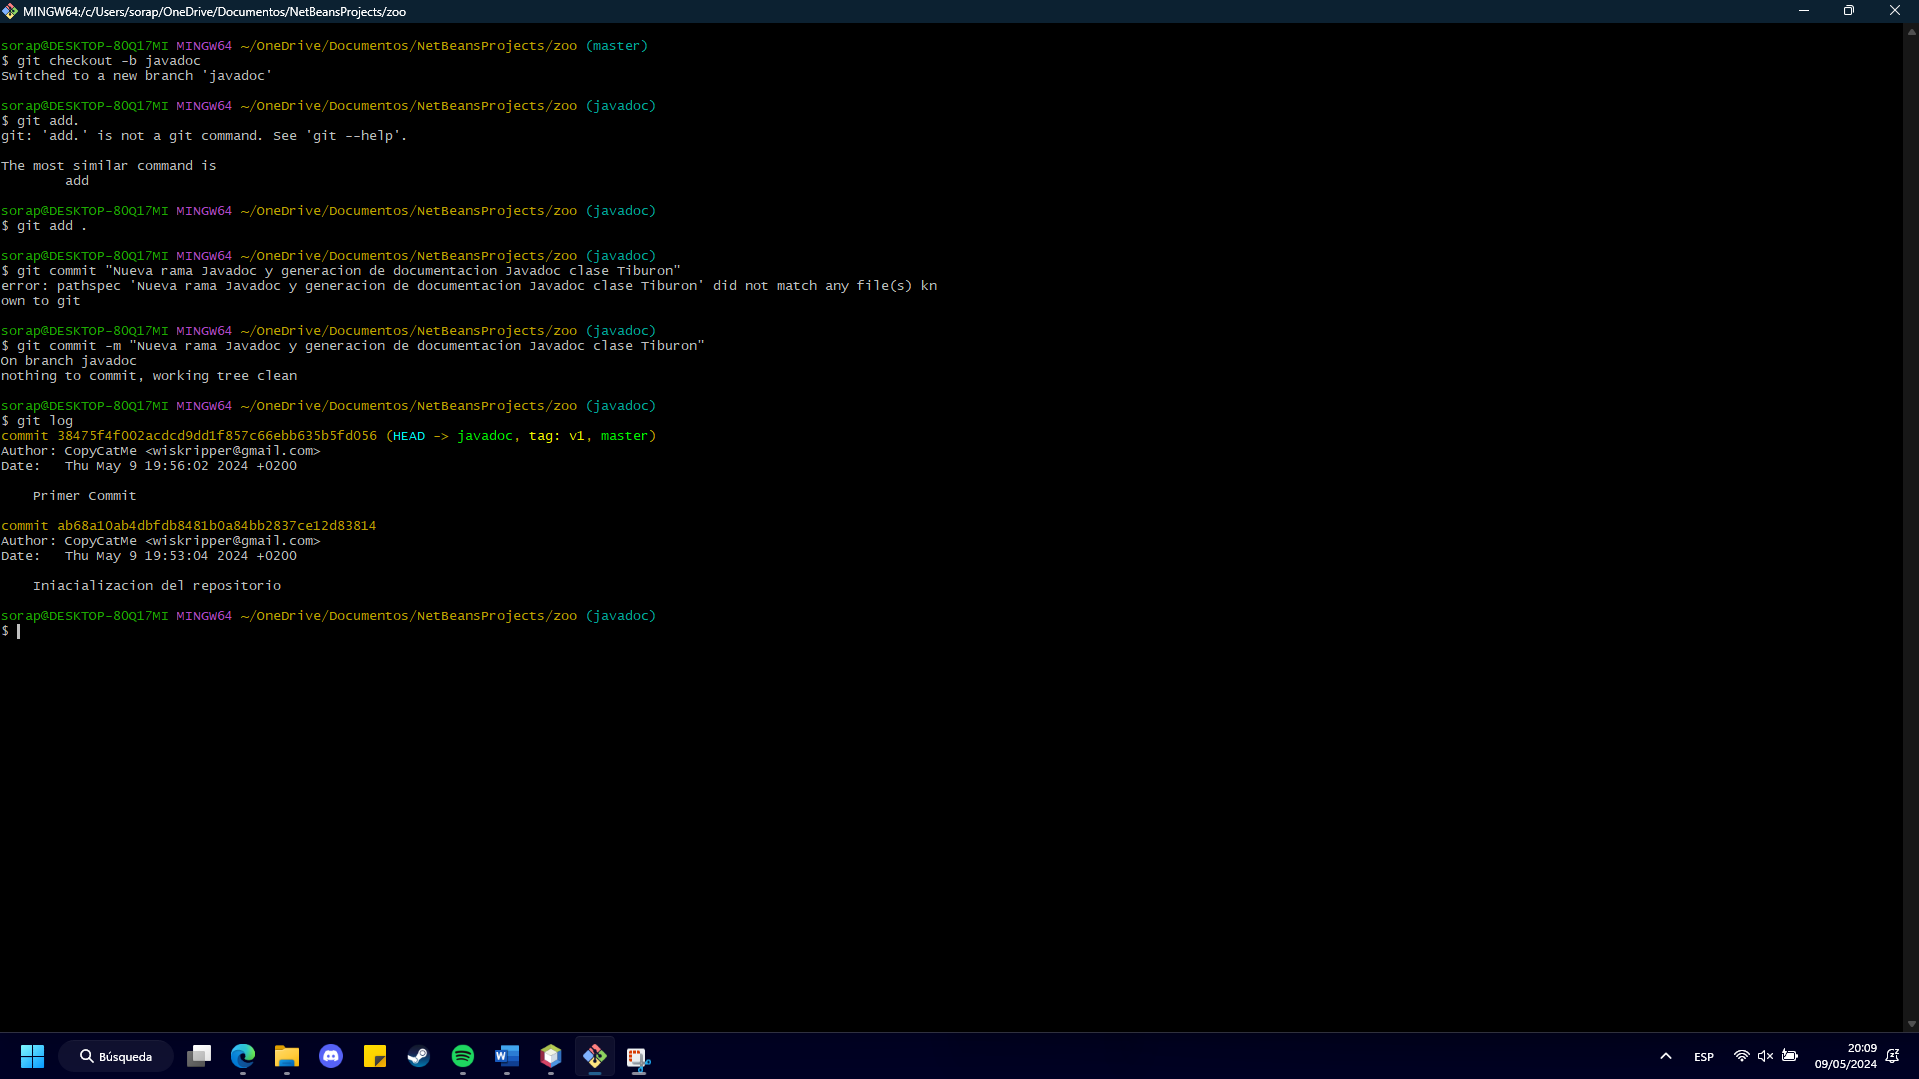 MINGW64:/c/Users/sorap/OneDrive/Documentos/NetBeansProjects/zoo
sorap@DESKTOP-80Q17MI MINGW64 ~/OneDrive/Documentos/NetBeansProjects/zoo (master)
$ git checkout -b javadoc
Switched to a new branch 'javadoc'
sorap@DESKTOP-80Q17MI MINGW64 ~/OneDrive/Documentos/NetBeansProjects/zoo (javadoc)
$ git add.
git: 'add.' is not a git command. See 'git --help'.
The most similar command is
add
sorap@DESKTOP-80Q17MI MINGW64 ~/OneDrive/Documentos/NetBeansProjects/zoo (javadoc)
$ git add .
sorap@DESKTOP-80Q17MI MINGW64 ~/OneDrive/Documentos/NetBeansProjects/zoo (javadoc)
$ git commit "Nueva rama Javadoc y generacion de documentacion Javadoc clase Tiburon"
error: pathspec 'Nueva rama Javadoc y generacion de documentacion Javadoc clase Tiburon' did not match any file(s) kn
own to git
sorap@DESKTOP-80Q17MI MINGW64 ~/OneDrive/Documentos/NetBeansProjects/zoo (javadoc)
$ git commit -m "Nueva rama Javadoc y generacion de documentacion Javadoc clase Tiburon"
On branch javadoc
nothing to commit, working tree clean
sorap@DESKTOP-80Q17MI MINGW64 ~/OneDrive/Documentos/NetBeansProjects/zoo (javadoc)
$ git log
commit 38475f4f002acdcd9dd1f857c66ebb635b5fd056 (HEAD -> javadoc, tag: v1, master)
Author: CopyCatMe <wiskripper@gmail.com>
Date:   Thu May 9 19:56:02 2024 +0200
Primer Commit
commit ab68a10ab4dbfdb8481b0a84bb2837ce12d83814
Author: CopyCatMe <wiskripper@gmail.com>
Date:   Thu May 9 19:53:04 2024 +0200
Iniacializacion del repositorio
sorap@DESKTOP-80Q17MI MINGW64 ~/OneDrive/Documentos/NetBeansProjects/zoo (javadoc)
$
Búsqueda
W
ESP
20:09
09/05/2024